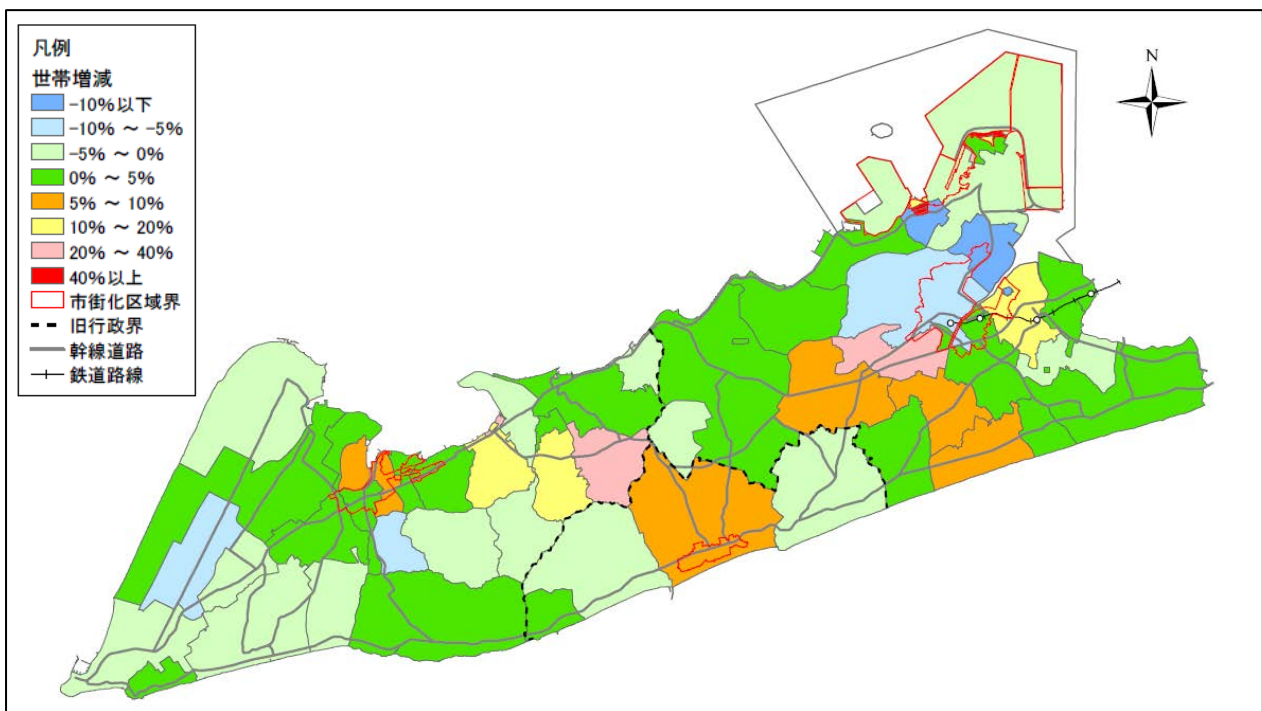 凡例
世帯増減
-10%以下
-10% ~ -5%
-5% ~ 0%
0% ~ 5%
5% ~ 10%
10% ~ 20%
20% ~ 40%
40%以上
市街化区域界
旧行政界
幹線道路
鉄道路線
N